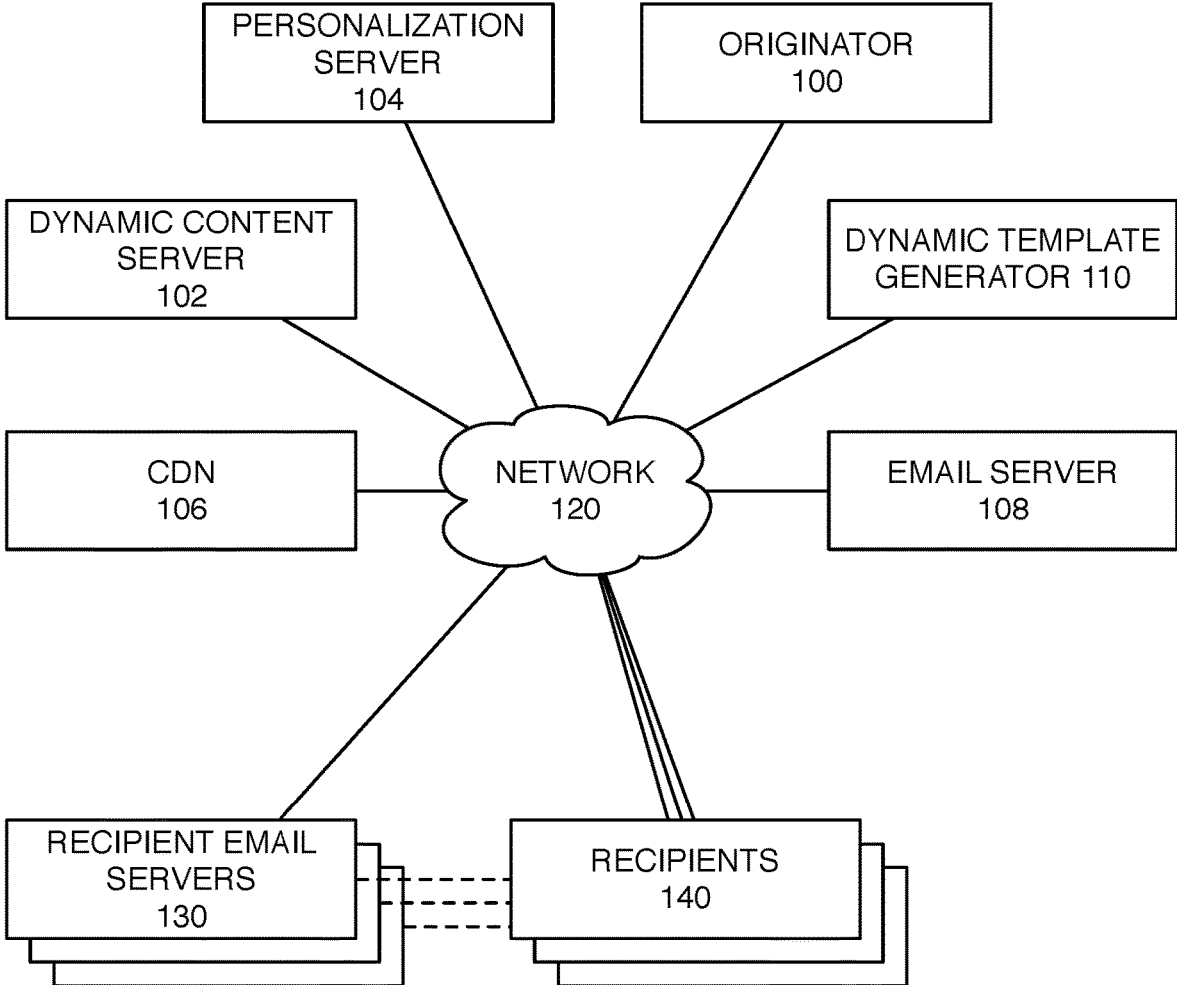 PERSONALIZATION
SERVER
104
ORIGINATOR
100
DYNAMIC CONTENT
SERVER
102
DYNAMIC TEMPLATE
GENERATOR 110
CDN
106
NETWORK
120
EMAIL SERVER
108
RECIPIENT EMAIL
SERVERS
130
RECIPIENTS
140